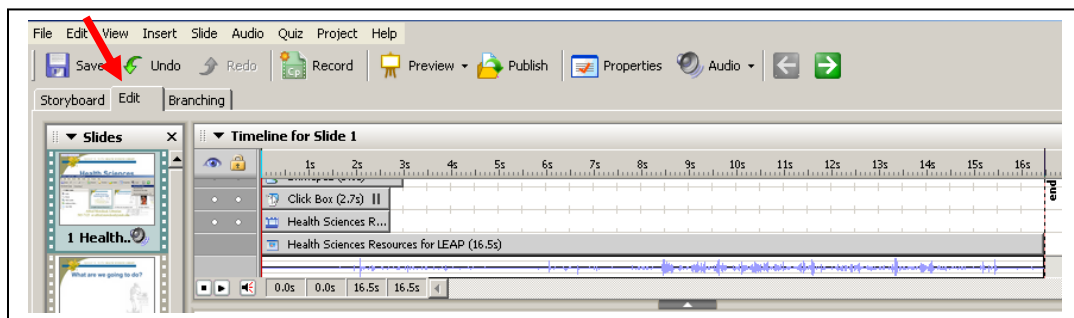 File Edit View Insert Slide Audio Quiz Project Help
Save Undo Redo Cp Record Preview Publish Properties Audio
Storyboard Edit Branching
Slides X Timeline for Slide 1
1s 2s 3s 4s 5s 6s 7s 8s 9s 10s 11s 12s 13s 14s 15s 16s
end
Health Sciences
Click Box (2.7s)
Health Sciences R...
1 Health..
Health Sciences Resources for LEAP (16.5s)
What are we going to do?
0.0s 0.0s 16.5s 16.5s